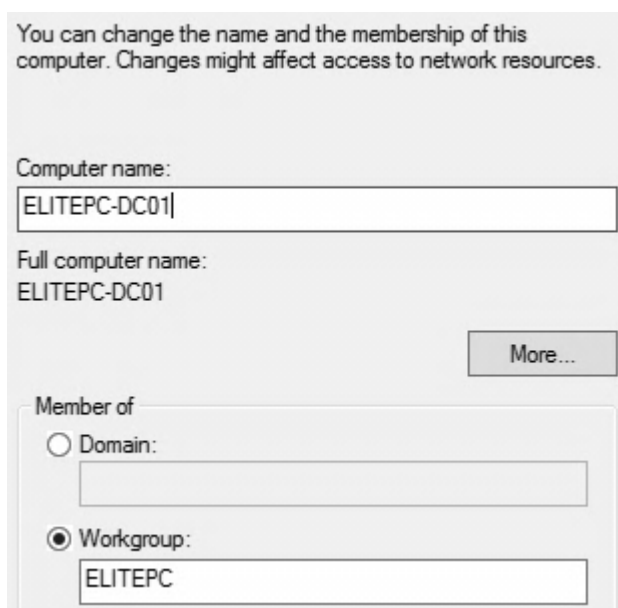 You can change the name and the membership of this
computer. Changes might affect access to network resources.
Computer name:
ELITEPC-DC01
Full computer name:
ELITEPC-DC01
More...
Member of
Domain:
Workgroup:
ELITEPC